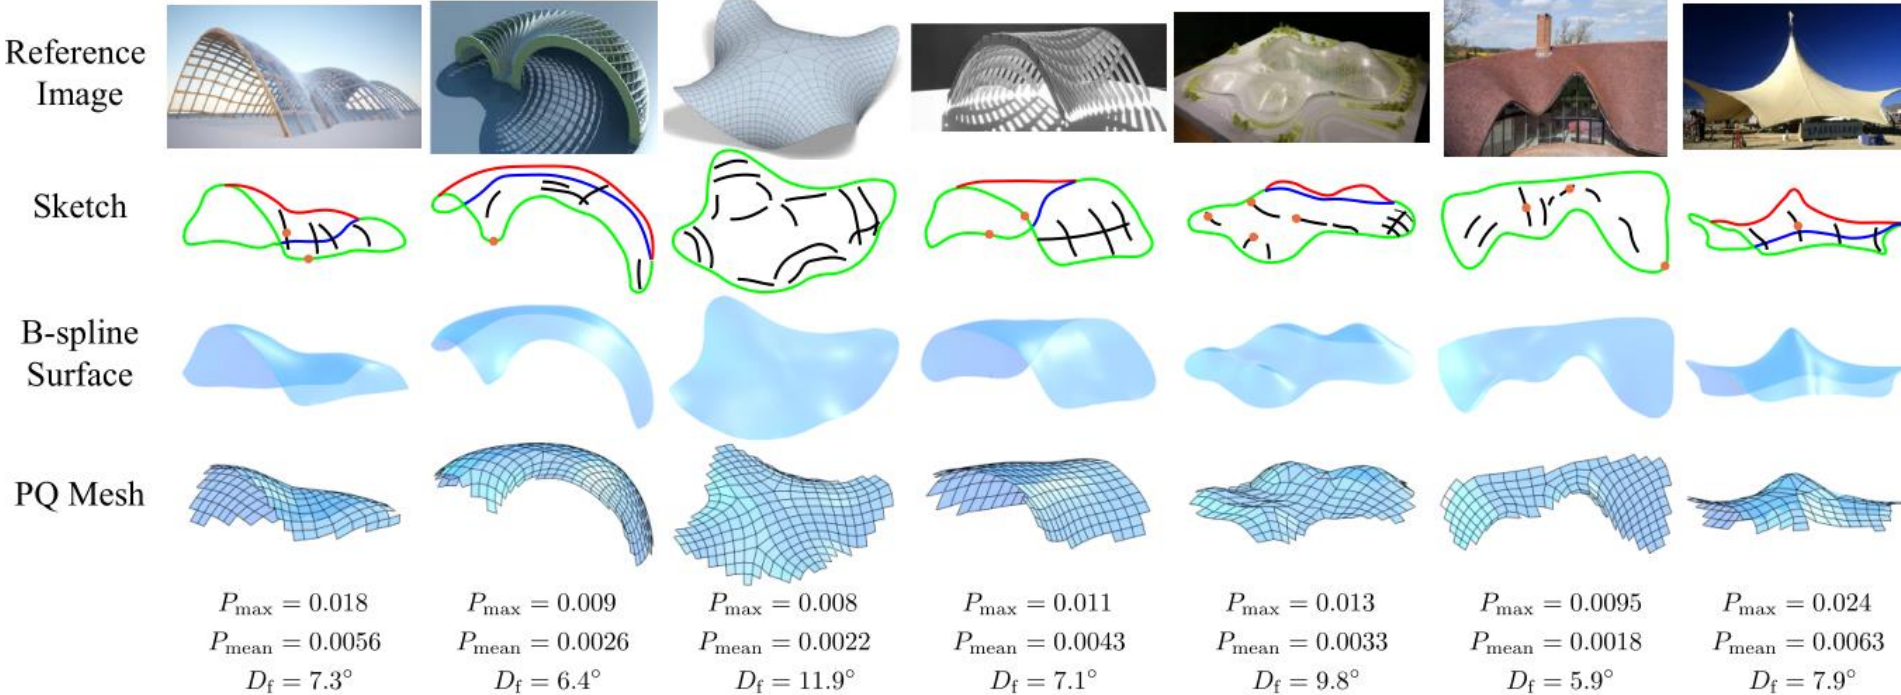 Reference
Image
Sketch
B-spline
Surface
PQ Mesh
P_max = 0.018
P_mean = 0.0056
D_f = 7.3°
P_max = 0.009
P_mean = 0.0026
D_f = 6.4°
P_max = 0.008
P_mean = 0.0022
D_f = 11.9°
P_max = 0.011
P_mean = 0.0043
D_f = 7.1°
P_max = 0.013
P_mean = 0.0033
D_f = 9.8°
P_max = 0.0095
P_mean = 0.0018
D_f = 5.9°
P_max = 0.024
P_mean = 0.0063
D_f = 7.9°